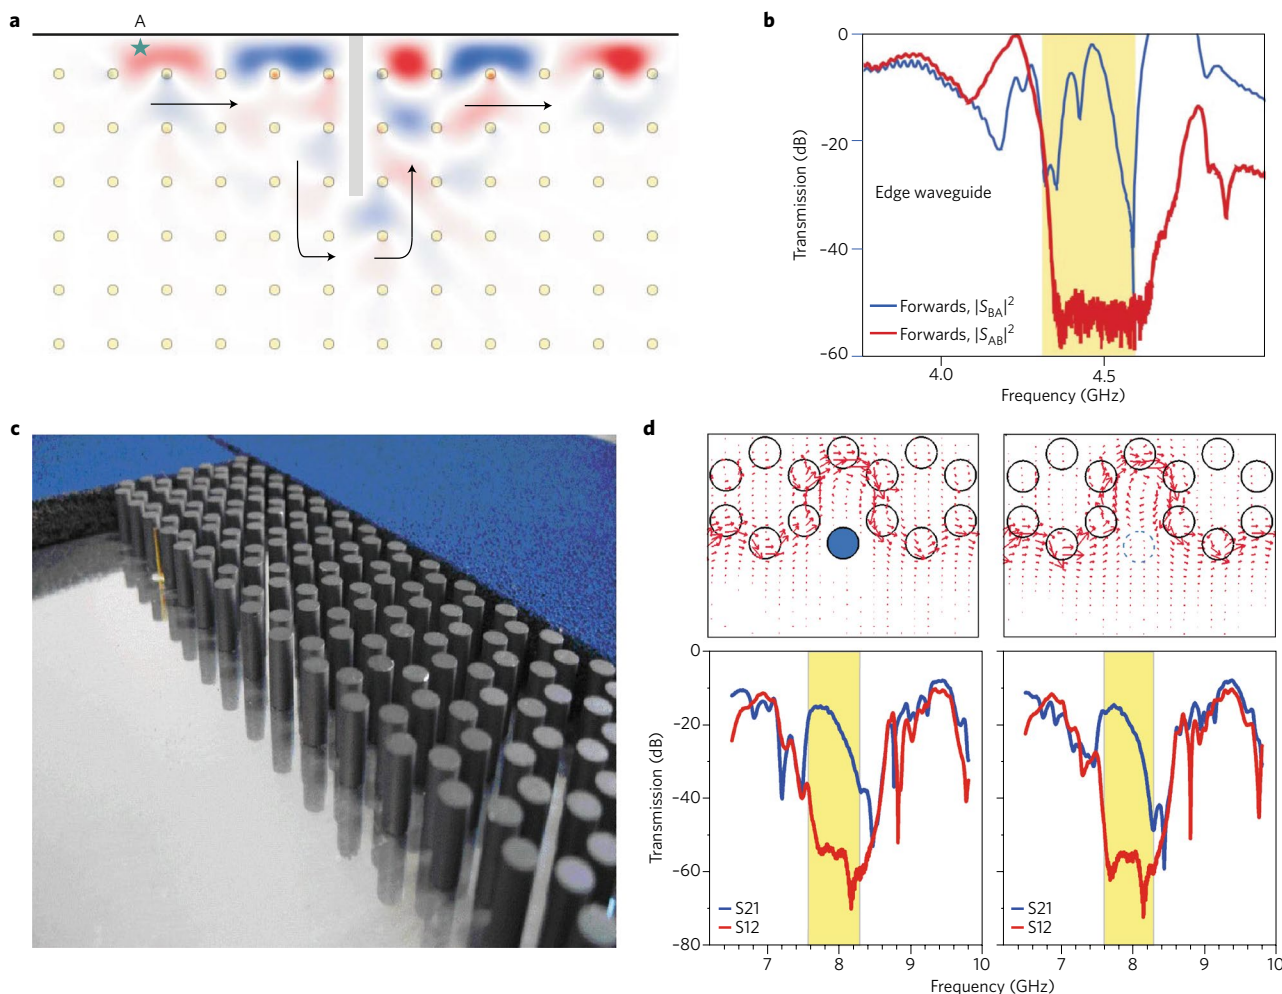 a
A
b
0
-20
-40
-60
Transmission (dB)
Edge waveguide
Forwards, |S_BA|²
Forwards, |S_AB|²
4.0
4.5
Frequency (GHz)
c
d
0
-20
-40
-60
-80
Transmission (dB)
S21
S12
S21
S12
7
8
9
10
7
8
9
10
Frequency (GHz)